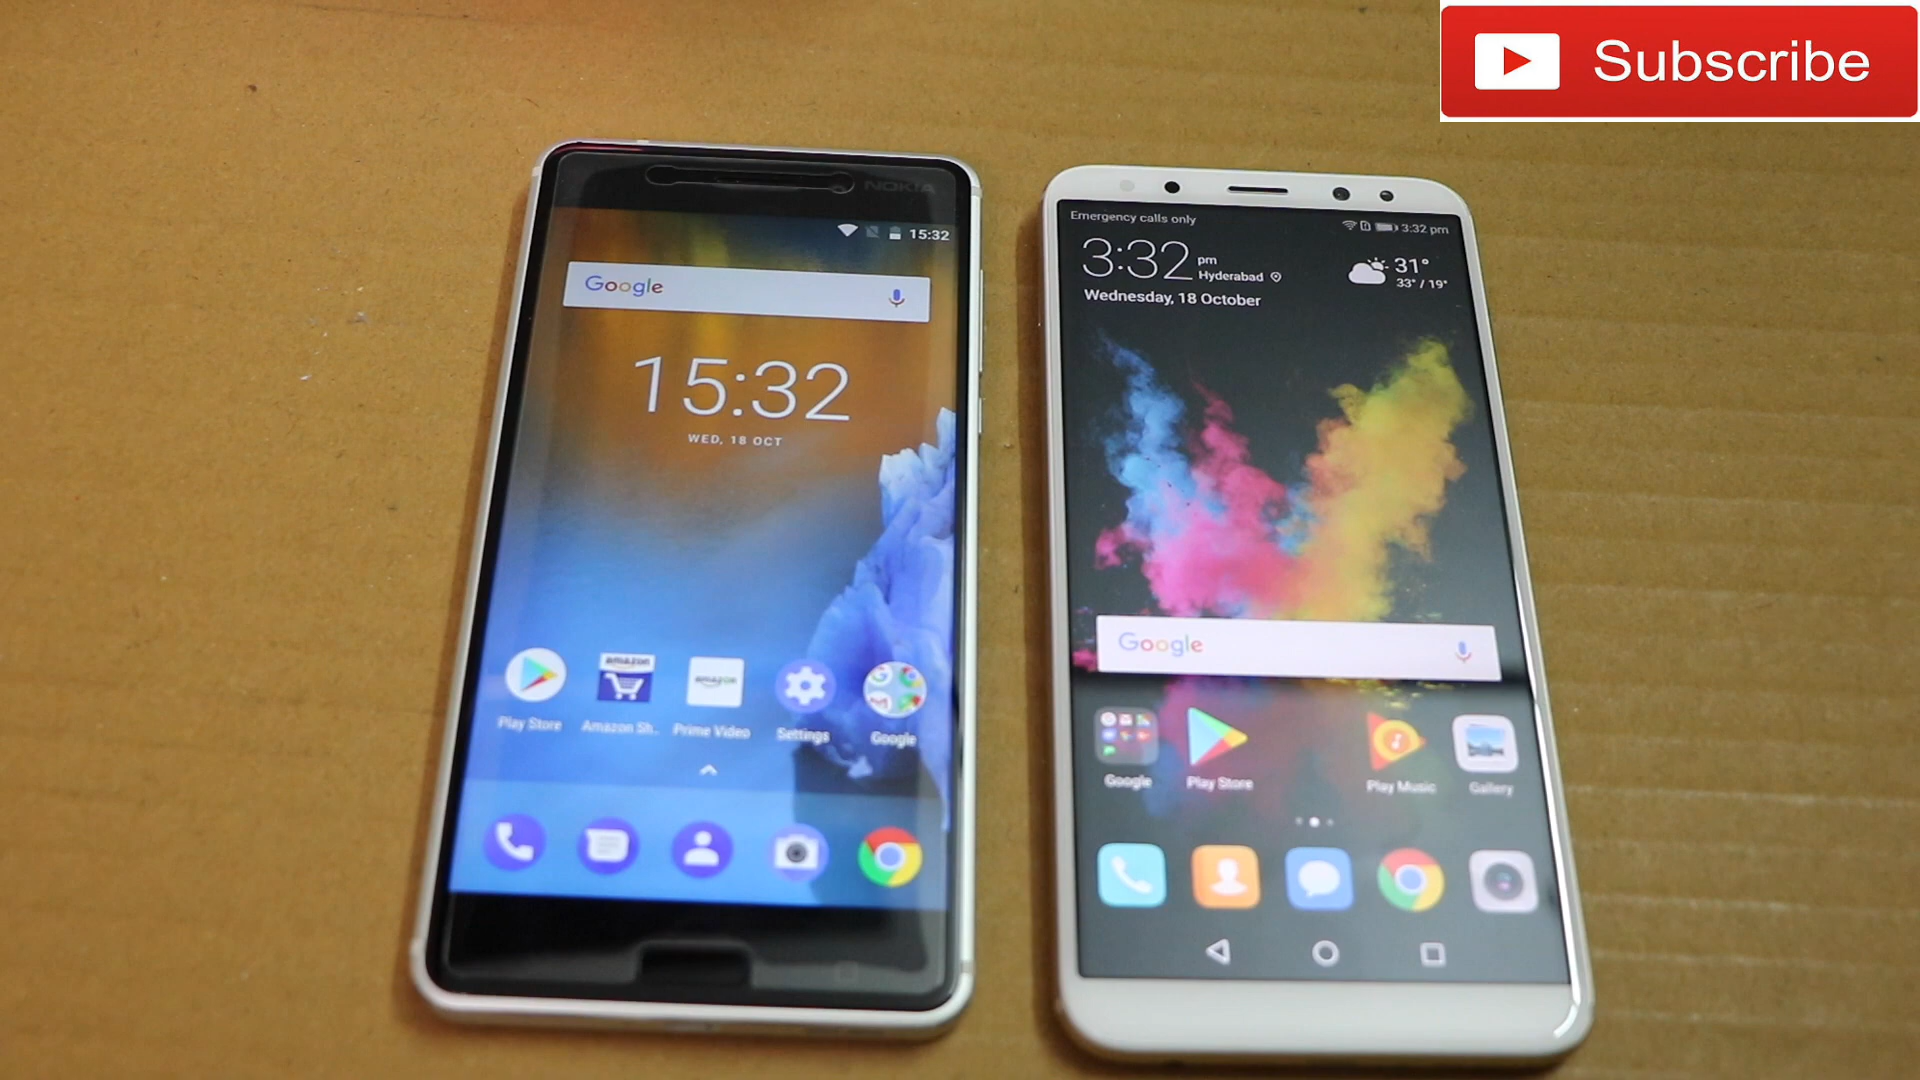 Subscribe
NOKIA
15:32
Google
15:32
WED, 18 OCT
amazon
amazon
Play Store
Amazon Sh..
Prime Video
Settings
Google
Emergency calls only
3:32 pm
3:32 pm
Hyderabad
Wednesday, 18 October
31°
33° / 19°
Google
Google
Play Store
Play Music
Gallery